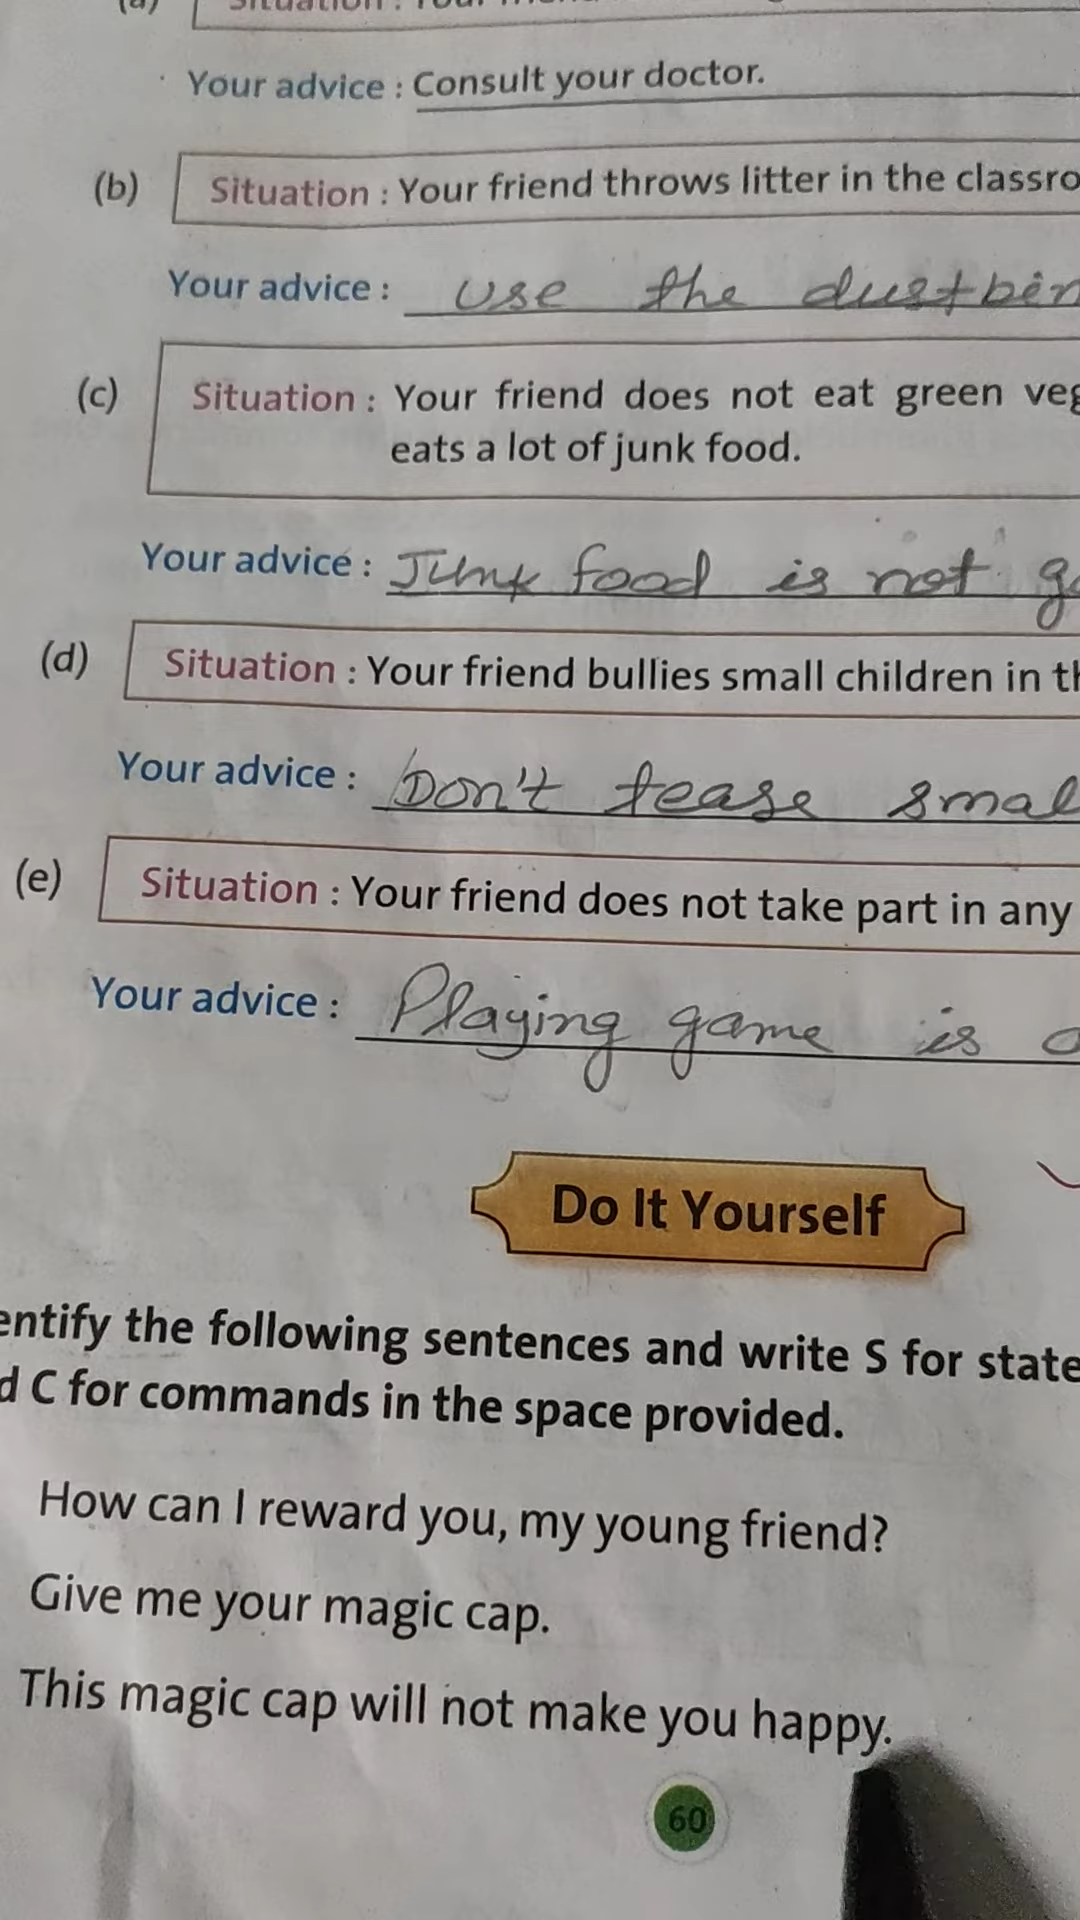 (a)
Your advice : Consult your doctor.
(b) Situation : Your friend throws litter in the classro
Your advice : use the dustbin
(c) Situation : Your friend does not eat green veg
eats a lot of junk food.
Your advice : Junk food is not go
(d) Situation : Your friend bullies small children in th
Your advice : Don't tease smal
(e) Situation : Your friend does not take part in any
Your advice : Playing game is
Do It Yourself
entify the following sentences and write S for state
d C for commands in the space provided.
How can I reward you, my young friend?
Give me your magic cap.
This magic cap will not make you happy.
60